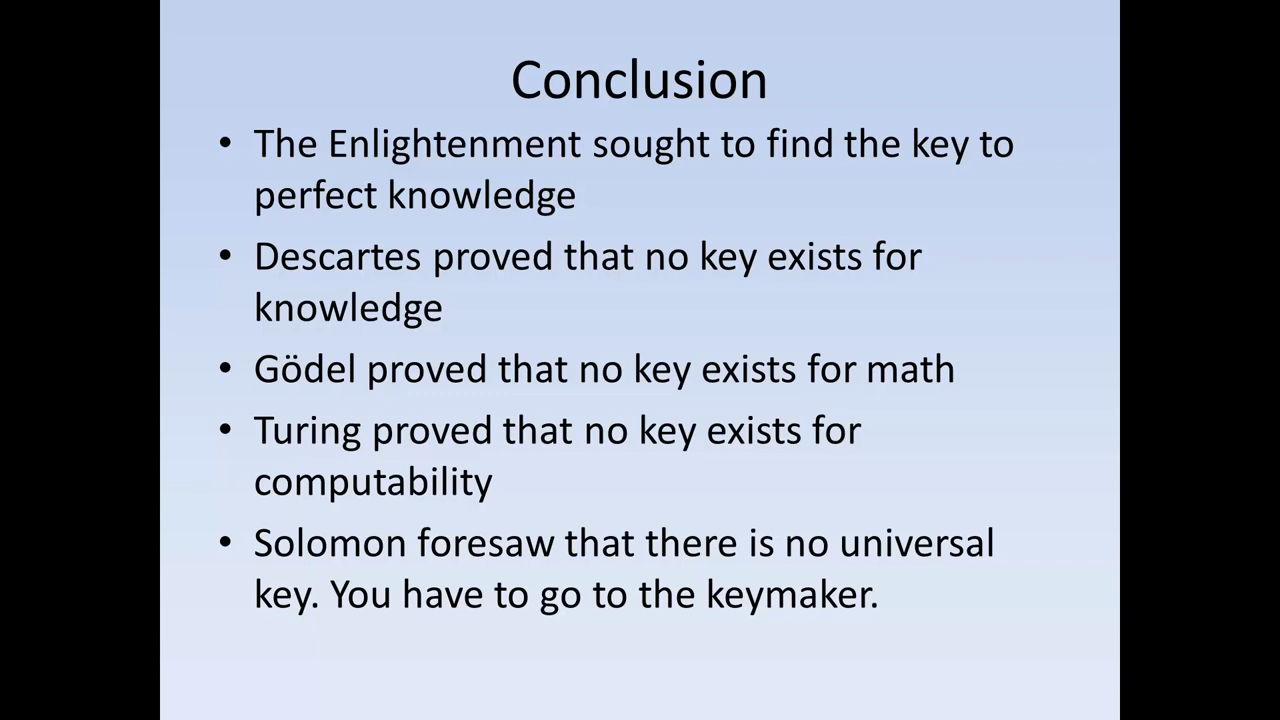 Conclusion
• The Enlightenment sought to find the key to
perfect knowledge
• Descartes proved that no key exists for
knowledge
• Gödel proved that no key exists for math
• Turing proved that no key exists for
computability
• Solomon foresaw that there is no universal
key. You have to go to the keymaker.